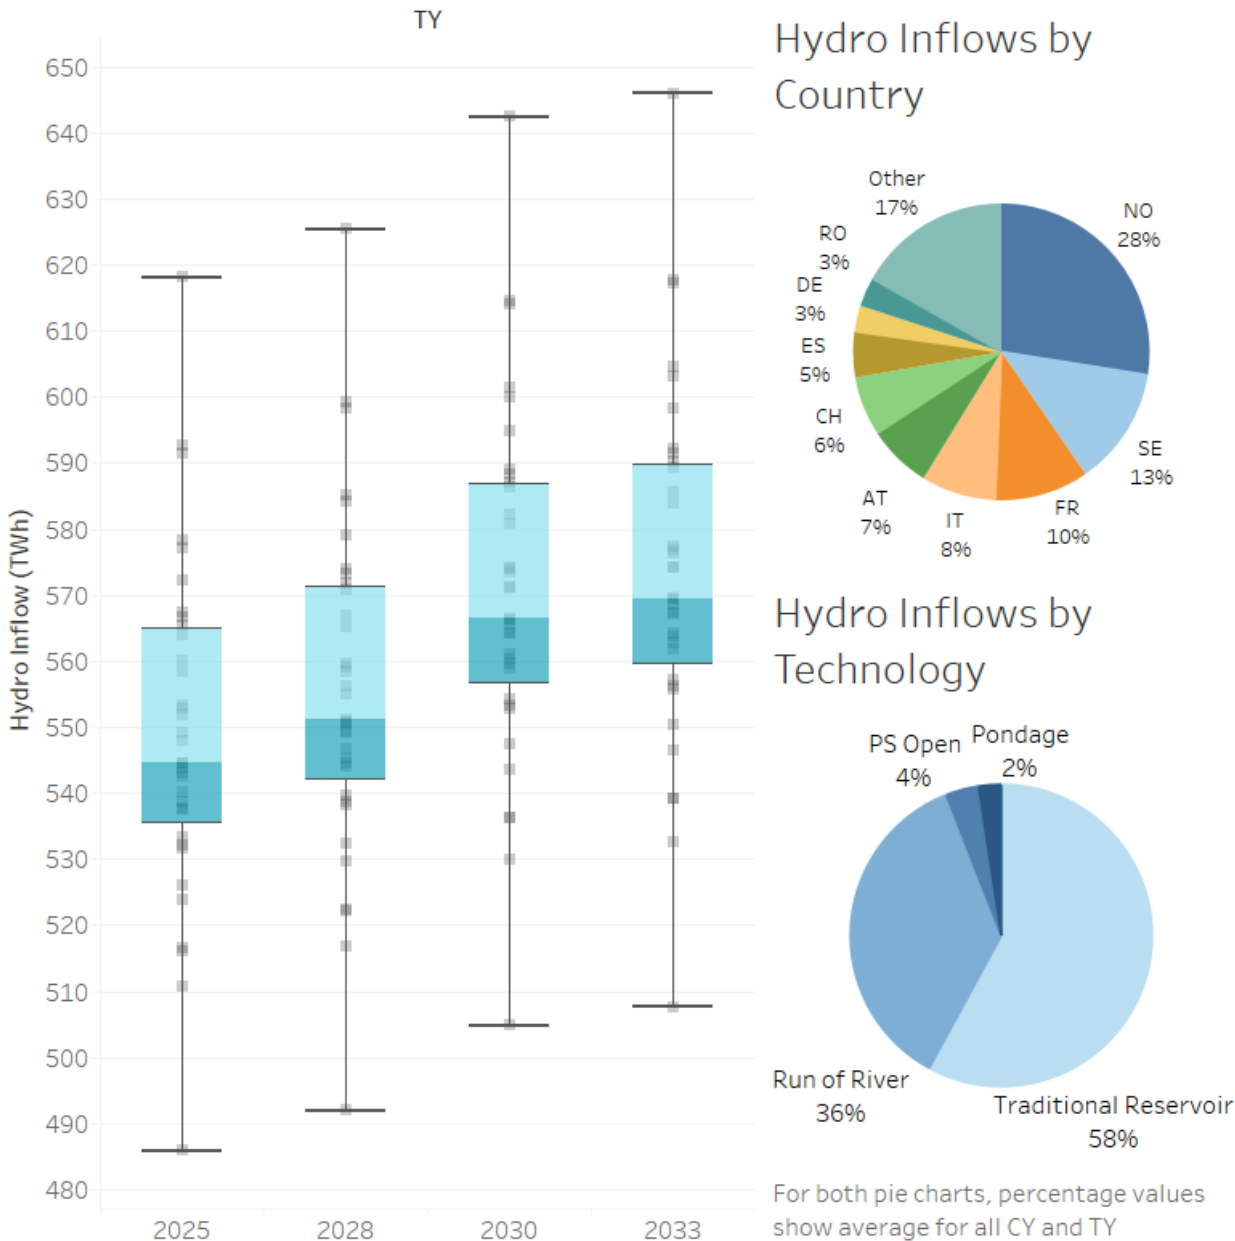 TY
Hydro Inflow (TWh)
650
640
630
620
610
600
590
580
570
560
550
540
530
520
510
500
490
480
2025
2028
2030
2033
Hydro Inflows by
Country
NO
28%
SE
13%
FR
10%
IT
8%
AT
7%
CH
6%
ES
5%
DE
3%
RO
3%
Other
17%
Hydro Inflows by
Technology
PS Open
4%
Pondage
2%
Run of River
36%
Traditional Reservoir
58%
For both pie charts, percentage values
show average for all CY and TY